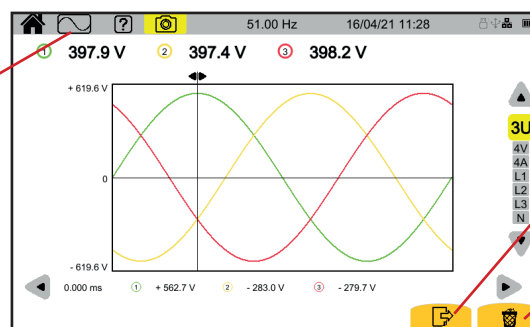 ? 51.00 Hz 16/04/21 11:28
1 397.9 V 2 397.4 V 3 398.2 V
+ 619.6 V
0
- 619.6 V
3U
4V
4A
L1
L2
L3
N
0.000 ms 1 + 562.7 V 2 - 283.0 V 3 - 279.7 V